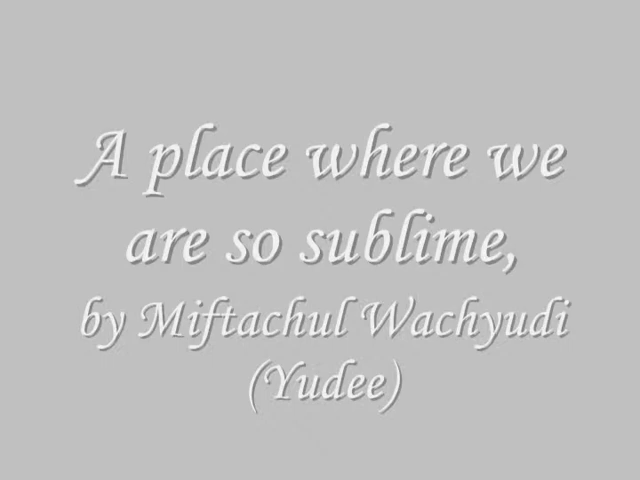 A place where we
are so sublime,
by Miftachul Wachyudi
(Yudee)